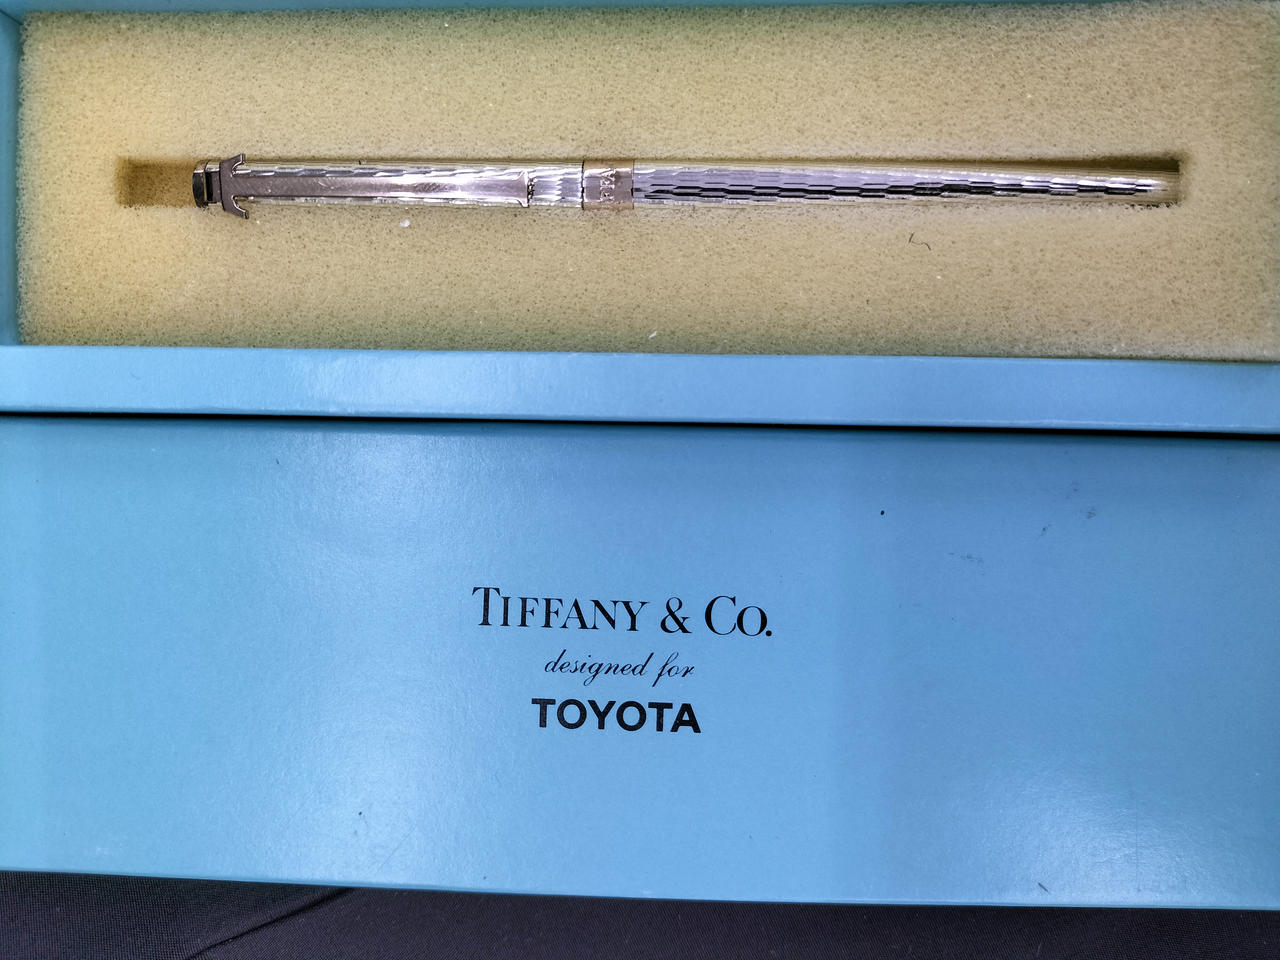 TIFFANY & CO.
designed for
TOYOTA